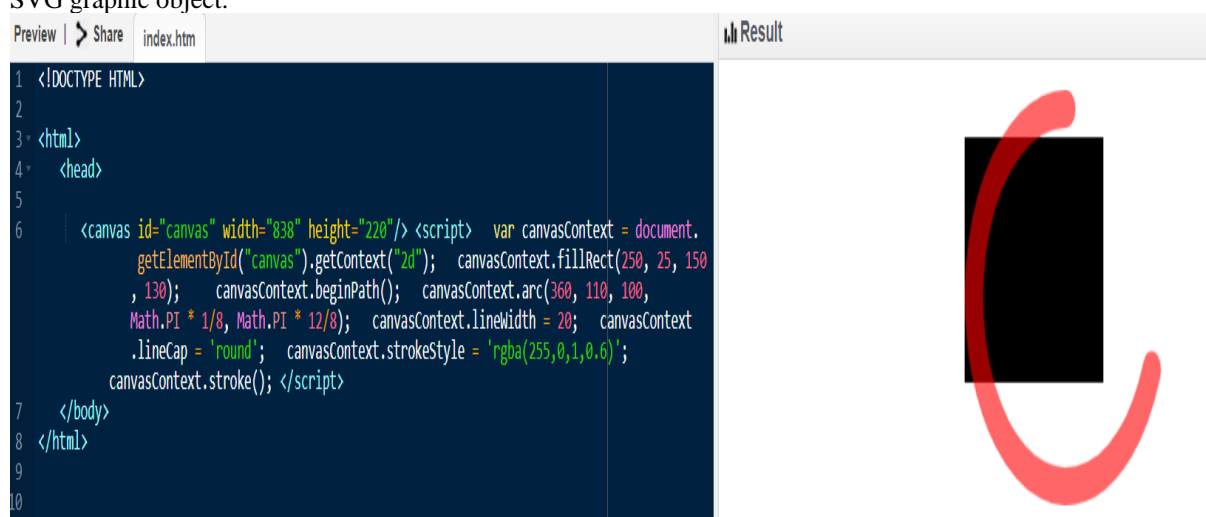 SVG graphic object.
Preview | Share index.htm
Result
1 <!DOCTYPE HTML>
2
3 <html>
4 <head>
5
6 <canvas id="canvas" width="838" height="220"/> <script> var canvasContext = document.
getElementById("canvas").getContext("2d"); canvasContext.fillRect(250, 25, 150
, 130); canvasContext.beginPath(); canvasContext.arc(360, 110, 100,
Math.PI * 1/8, Math.PI * 12/8); canvasContext.lineWidth = 20; canvasContext
.lineCap = 'round'; canvasContext.strokeStyle = 'rgba(255,0,1,0.6)';
canvasContext.stroke(); </script>
7 </body>
8 </html>
9
10